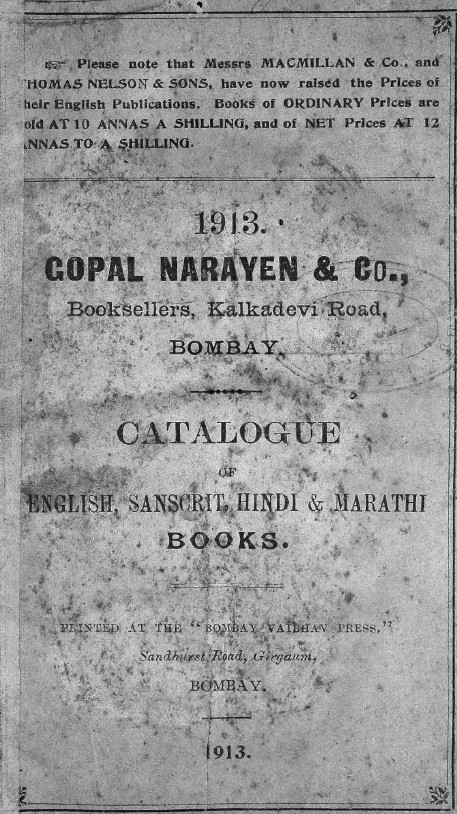 ☞ Please note that Messrs MACMILLAN & Co., and
THOMAS NELSON & SONS, have now raised the Prices of
heir English Publications. Books of ORDINARY Prices are
old AT 10 ANNAS A SHILLING, and of NET Prices AT 12
ANNAS TO A SHILLING.
1913.
GOPAL NARAYEN & Co.,
Booksellers, Kalkadevi Road,
BOMBAY.
CATALOGUE
OF
ENGLISH, SANSCRIT, HINDI & MARATHI
BOOKS.
PRINTED AT THE "BOMBAY VAIBHAV PRESS,"
Sandhurst Road, Girgaum,
BOMBAY.
1913.